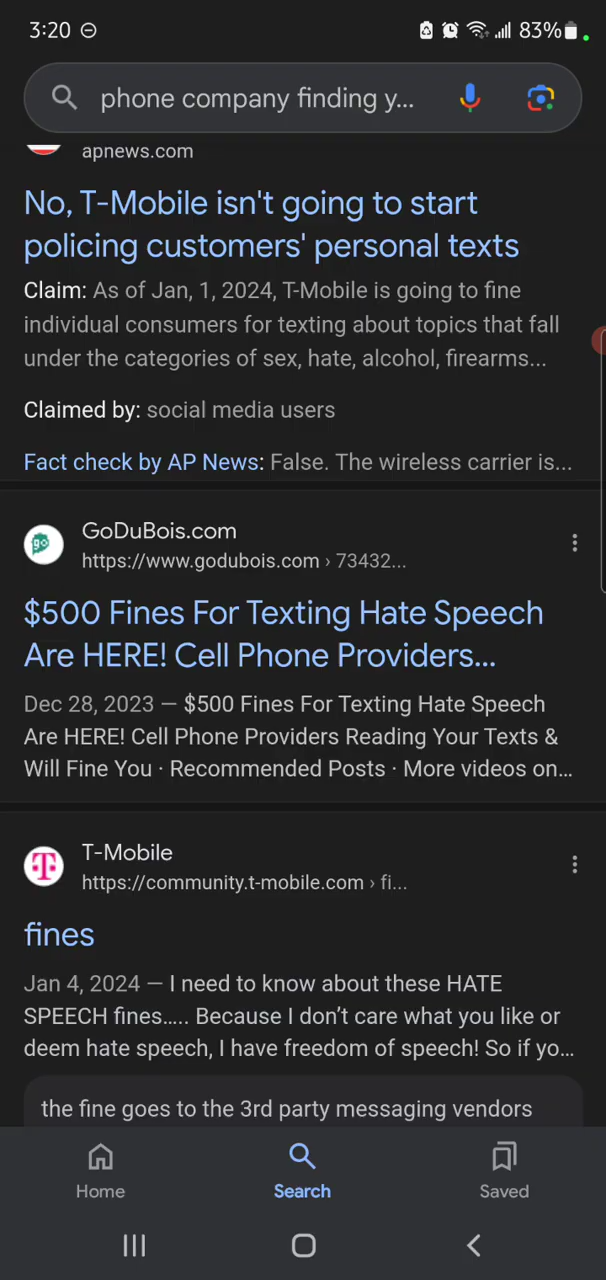 3:20
83%
phone company finding y...
apnews.com
No, T-Mobile isn't going to start
policing customers' personal texts
Claim: As of Jan, 1, 2024, T-Mobile is going to fine
individual consumers for texting about topics that fall
under the categories of sex, hate, alcohol, firearms...
Claimed by: social media users
Fact check by AP News: False. The wireless carrier is...
go
GoDuBois.com
https://www.godubois.com › 73432...
$500 Fines For Texting Hate Speech
Are HERE! Cell Phone Providers...
Dec 28, 2023 — $500 Fines For Texting Hate Speech
Are HERE! Cell Phone Providers Reading Your Texts &
Will Fine You · Recommended Posts · More videos on...
T
T-Mobile
https://community.t-mobile.com › fi...
fines
Jan 4, 2024 — I need to know about these HATE
SPEECH fines..... Because I don’t care what you like or
deem hate speech, I have freedom of speech! So if yo...
the fine goes to the 3rd party messaging vendors
Home
Search
Saved